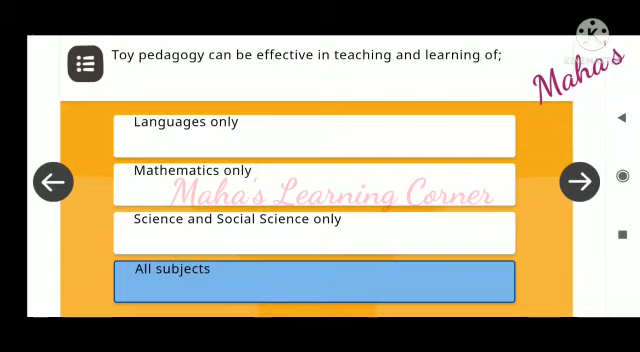 Toy pedagogy can be effective in teaching and learning of;
Maha's
Languages only
Mathematics only
Maha's Learning Corner
Science and Social Science only
All subjects